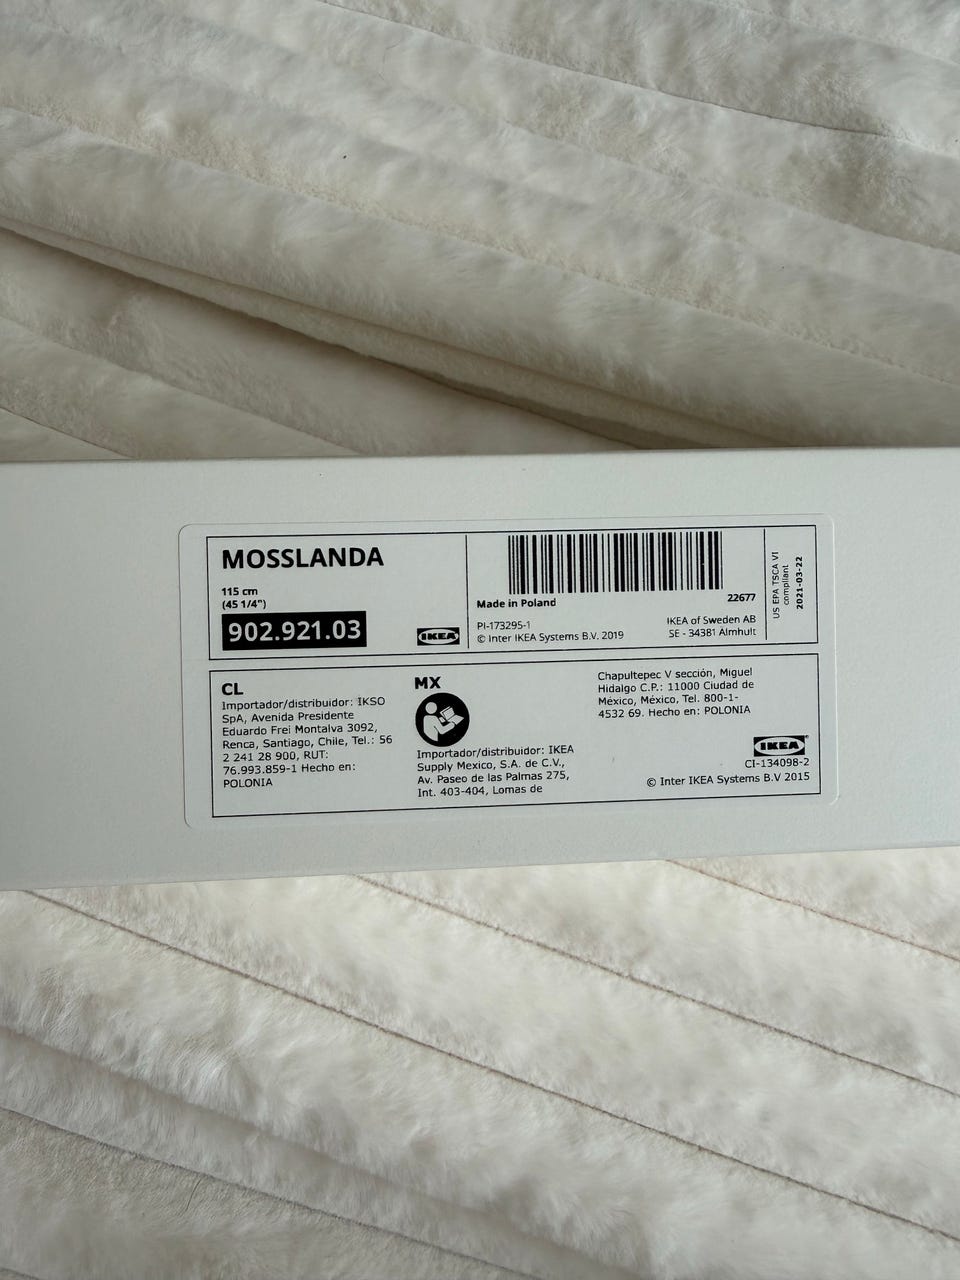 MOSSLANDA
115 cm
(45 1/4")
902.921.03
IKEA
Made in Poland
22677
PI-173295-1
© Inter IKEA Systems B.V. 2019
IKEA of Sweden AB
SE - 34381 Älmhult
US EPA TSCA VI
compliant
2021-03-22
CL
Importador/distribuidor: IKSO
SpA, Avenida Presidente
Eduardo Frei Montalva 3092,
Renca, Santiago, Chile, Tel.: 56
2 241 28 900, RUT:
76.993.859-1 Hecho en:
POLONIA
MX
Importador/distribuidor: IKEA
Supply Mexico, S.A. de C.V.,
Av. Paseo de las Palmas 275,
Int. 403-404, Lomas de
Chapultepec V sección, Miguel
Hidalgo C.P.: 11000 Ciudad de
México, México, Tel. 800-1-
4532 69. Hecho en: POLONIA
IKEA
CI-134098-2
© Inter IKEA Systems B.V 2015